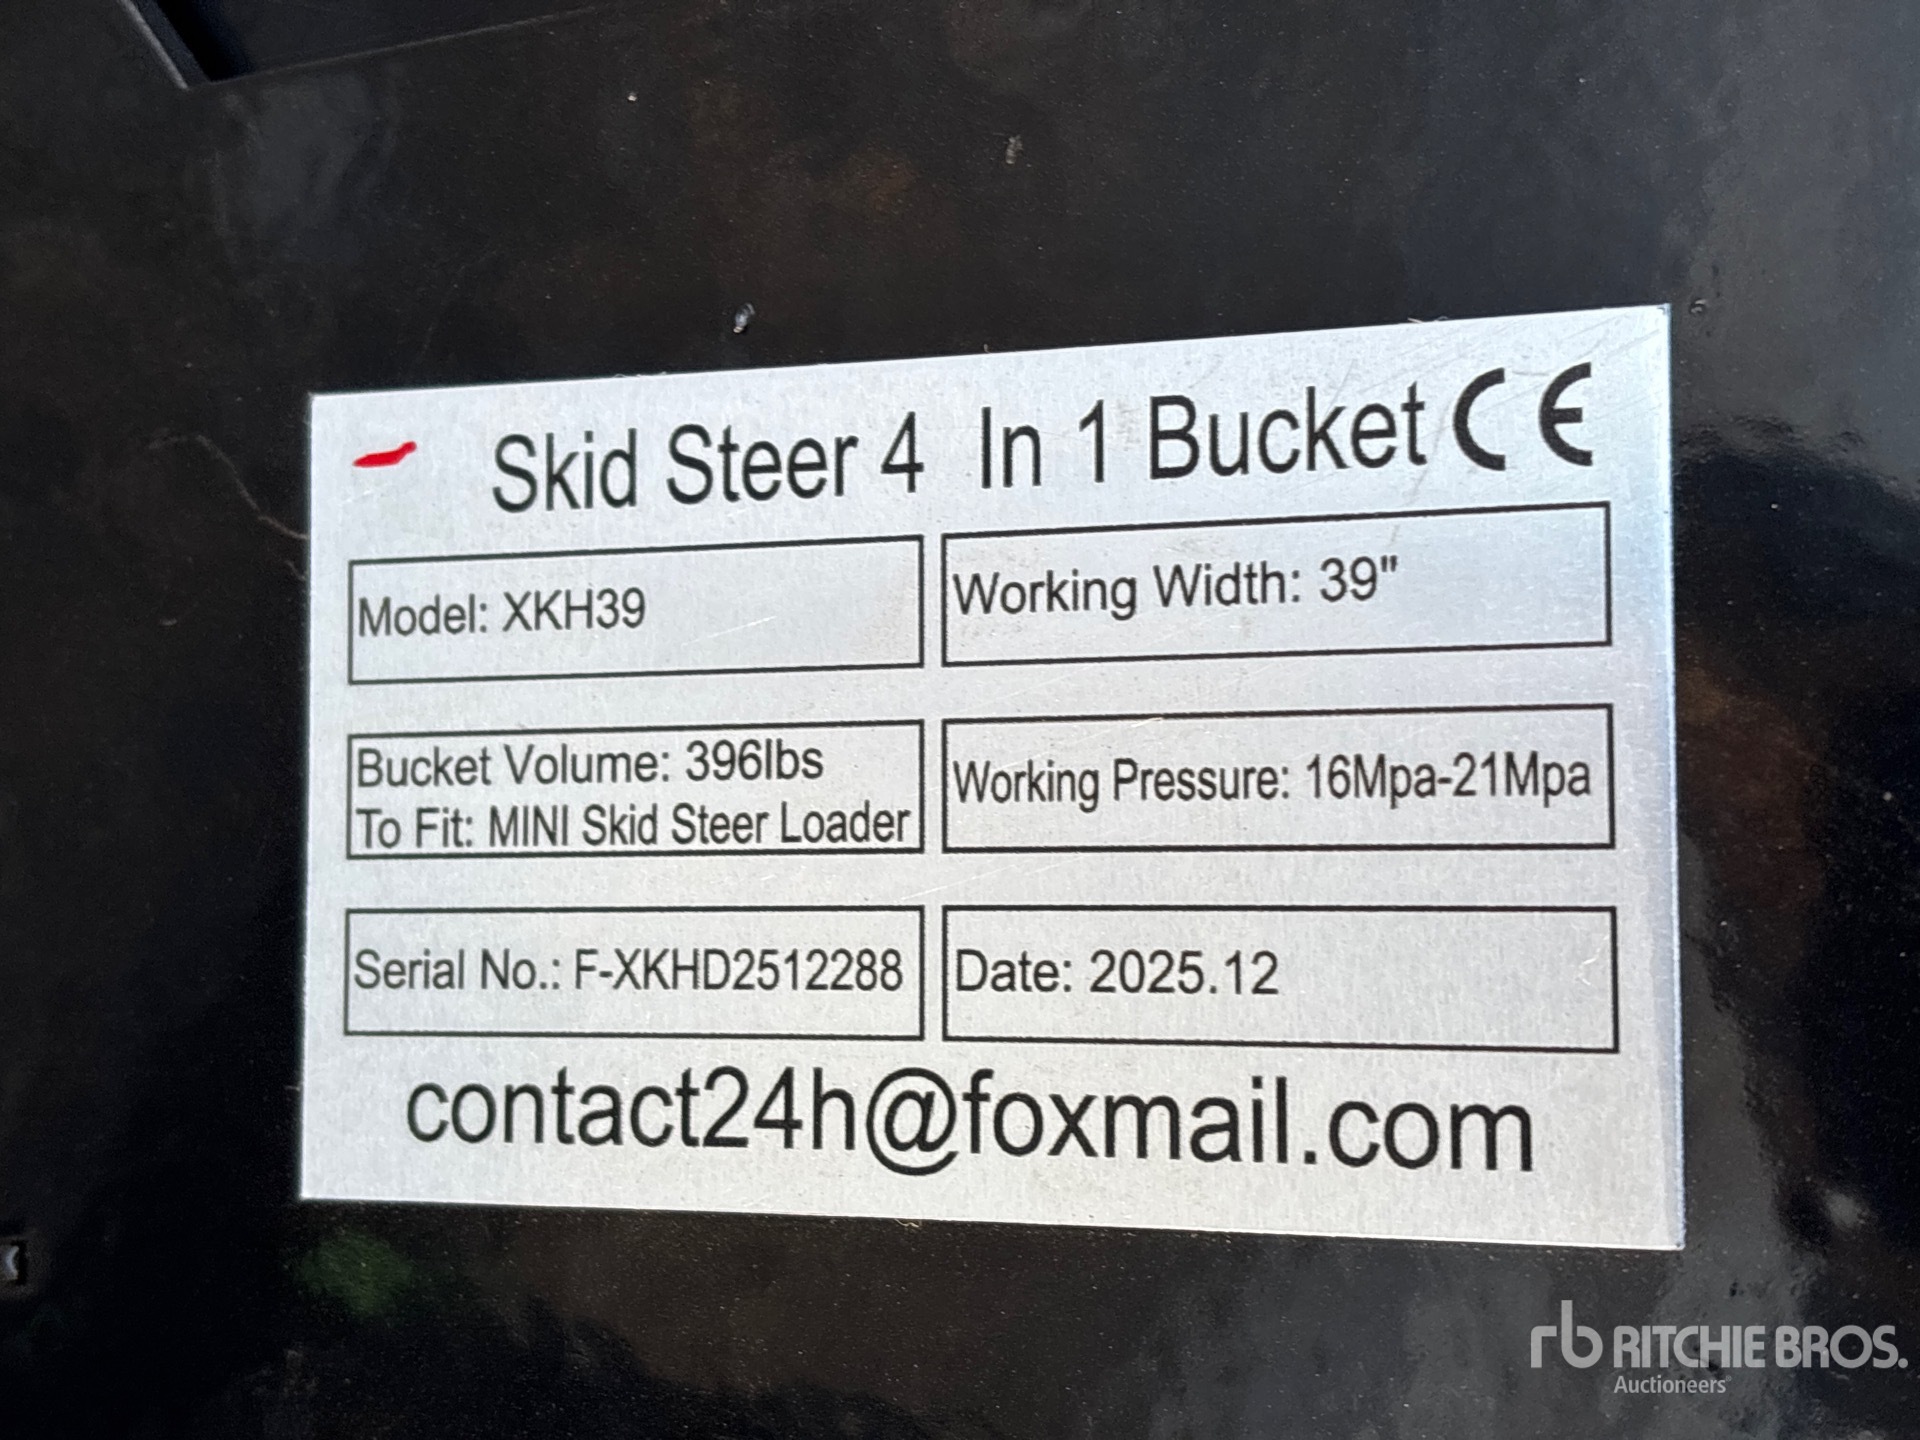 Skid Steer 4 In 1 Bucket CE
Model: XKH39
Working Width: 39"
Bucket Volume: 396lbs
To Fit: MINI Skid Steer Loader
Working Pressure: 16Mpa-21Mpa
Serial No.: F-XKHD2512288
Date: 2025.12
contact24h@foxmail.com
rb RITCHIE BROS.
Auctioneers